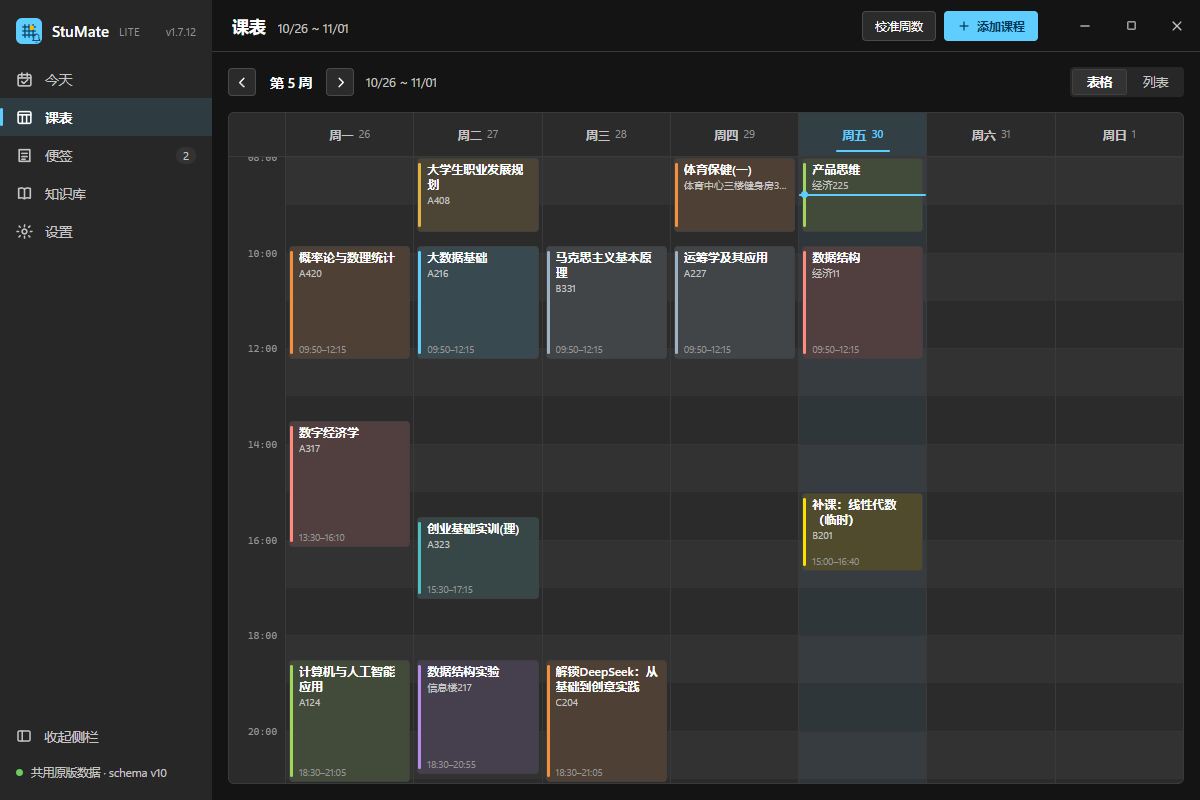 StuMate LITE v1.7.12
今天
课表
便签 2
知识库
设置
收起侧栏
共用原版数据 · schema v10
课表 10/26 ~ 11/01
校准周数
+ 添加课程
第 5 周
10/26 ~ 11/01
表格
列表
周一 26
周二 27
周三 28
周四 29
周五 30
周六 31
周日 1
08:00
10:00
12:00
14:00
16:00
18:00
20:00
概率论与数理统计
A420
09:50–12:15
数字经济学
A317
13:30–16:10
计算机与人工智能
应用
A124
18:30–21:05
大学生职业发展规
划
A408
大数据基础
A216
09:50–12:15
创业基础实训(理)
A323
15:30–17:15
数据结构实验
信息楼217
18:30–20:55
马克思主义基本原
理
B331
09:50–12:15
解锁DeepSeek：从
基础到创意实践
C204
18:30–21:05
体育保健(一)
体育中心三楼健身房3...
运筹学及其应用
A227
09:50–12:15
产品思维
经济225
数据结构
经济11
09:50–12:15
补课：线性代数
（临时）
B201
15:00–16:40